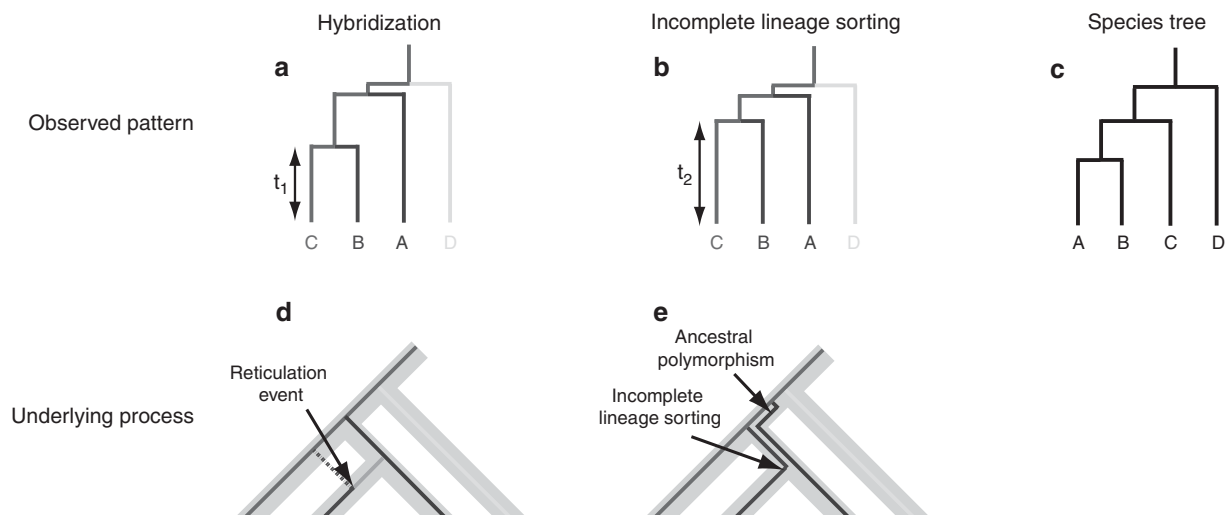 Hybridization
Incomplete lineage sorting
Species tree
a
b
c
Observed pattern
t1
t2
C B A D
C B A D
A B C D
d
e
Ancestral
polymorphism
Reticulation
event
Incomplete
lineage sorting
Underlying process